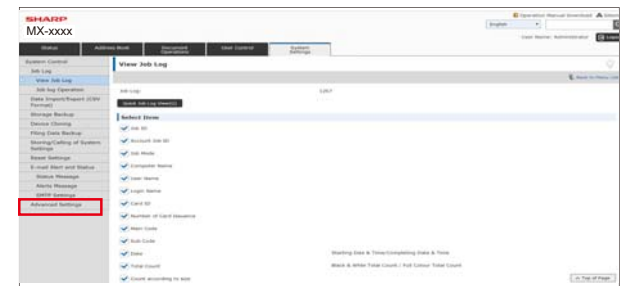 SHARP
Operation Manual Download
MX-xxxx
English
User Name: Administrator
Status
Address Book
Document Operations
User Control
System Settings
System Control
Job Log
View Job Log
Job log Operation
Data Import/Export (CSV Format)
Storage Backup
Device Cloning
Filing Data Backup
Storing/Calling of System Settings
Reset Settings
E-mail Alert and Status
Status Message
Alerts Message
SMTP Settings
Advanced Settings
View Job Log
Back to Menu List
Job Log:
Select Item
Job ID
Account Job ID
Job Mode
Computer Name
User Name
Login Name
Card ID
Number of Card Issuance
Main Code
Sub Code
Date
Starting Date & Time/Completing Date & Time
Total Count
Black & White Total Count / Full Colour Total Count
Count according to size
Top of Page